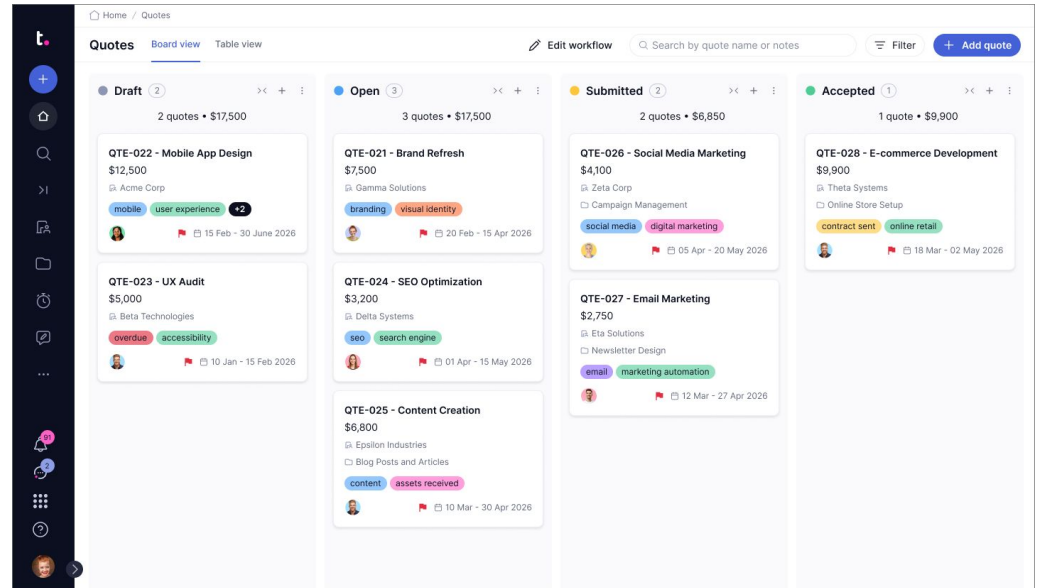 Home / Quotes
t.
Quotes
Board view
Table view
Edit workflow
Search by quote name or notes
Filter
+ Add quote
Draft 2
2 quotes • $17,500
QTE-022 - Mobile App Design
$12,500
Acme Corp
mobile
user experience
+2
15 Feb - 30 June 2026
QTE-023 - UX Audit
$5,000
Beta Technologies
overdue
accessibility
10 Jan - 15 Feb 2026
Open 3
3 quotes • $17,500
QTE-021 - Brand Refresh
$7,500
Gamma Solutions
branding
visual identity
20 Feb - 15 Apr 2026
QTE-024 - SEO Optimization
$3,200
Delta Systems
seo
search engine
01 Apr - 15 May 2026
QTE-025 - Content Creation
$6,800
Epsilon Industries
Blog Posts and Articles
content
assets received
10 Mar - 30 Apr 2026
Submitted 2
2 quotes • $6,850
QTE-026 - Social Media Marketing
$4,100
Zeta Corp
Campaign Management
social media
digital marketing
05 Apr - 20 May 2026
QTE-027 - Email Marketing
$2,750
Eta Solutions
Newsletter Design
email
marketing automation
12 Mar - 27 Apr 2026
Accepted 1
1 quote • $9,900
QTE-028 - E-commerce Development
$9,900
Theta Systems
Online Store Setup
contract sent
online retail
18 Mar - 02 May 2026
91
2